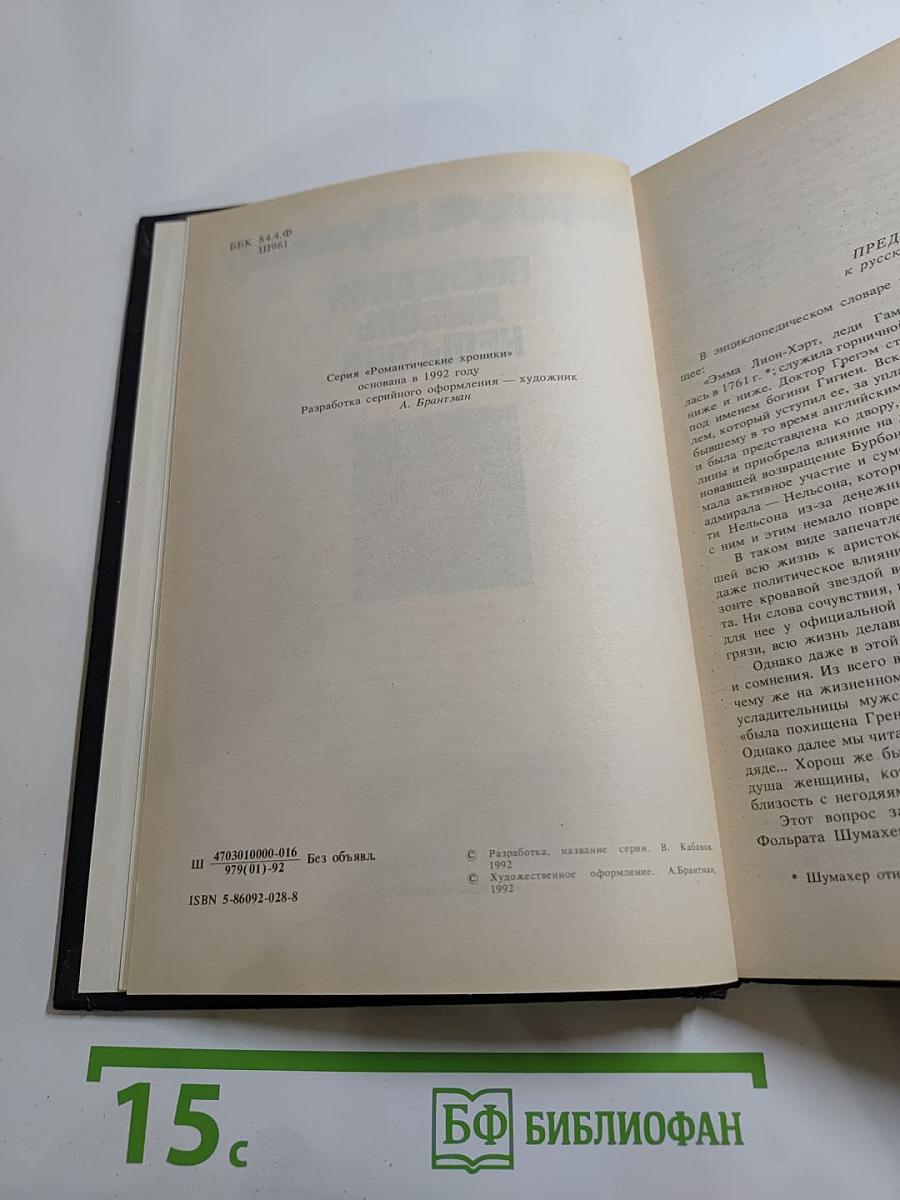 ББК 84.4.Ф
Ш961
Серия «Романтические хроники»
основана в 1992 году
Разработка серийного оформления — художник
А. Брантман
Ш 4703010000-016 Без объявл.
979(01)-92
ISBN 5-86092-028-8
© Разработка, название серии. В. Кабанов,
1992
© Художественное оформление. А.Брантман,
1992
ПРЕД
к русск
В энциклопедическом словаре
щее:
«Эмма Лион-Хэрт, леди Гам
лась в 1761 г. *; служила горничной
ниже и ниже. Доктор Грегэм ст
под именем богини Гигиеи. Вск
лем, который уступил ее, за упла
бывшему в то время английским
и была представлена ко двору,
лины и приобрела влияние на
новавшей возвращение Бурбон
мала активное участие и сум
адмирала — Нельсона, котор
ти Нельсона из-за денежны
с ним и этим немало повре
В таком виде запечатле
шей всю жизнь к аристок
даже политическое влияни
зонте кровавой звездой в
та. Ни слова сочувствия,
для нее у официальной
грязи, всю жизнь делавш
Однако даже в этой
и сомнения. Из всего в
чему же на жизненном
усладительницы мужс
«была похищена Грен
Однако далее мы чита
дяде... Хорош же бы
душа женщины, кот
близость с негодяям
Этот вопрос за
Фольрата Шумахер
* Шумахер отн
15 с
БФ БИБЛИОФАН